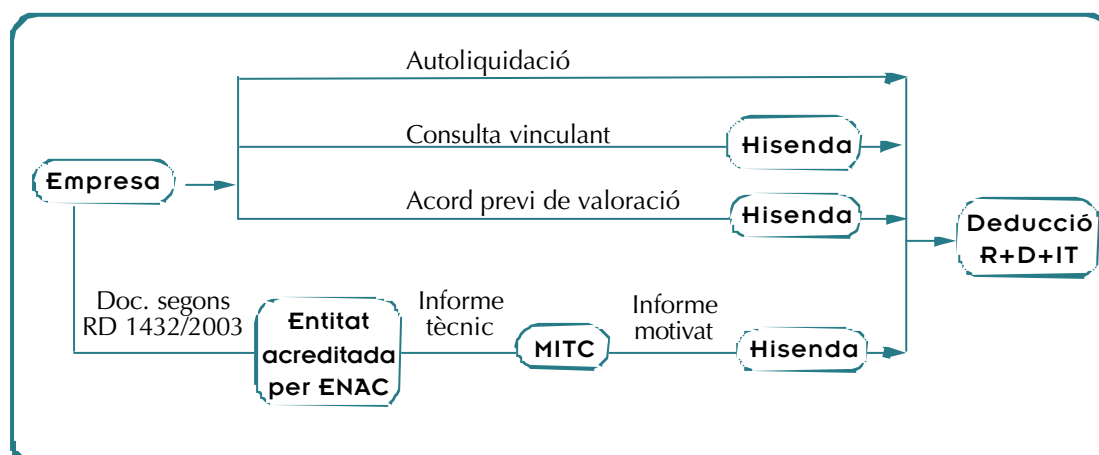 Autoliquidació
Consulta vinculant
Hisenda
Empresa
Acord previ de valoració
Hisenda
Deducció
R+D+IT
Doc. segons
RD 1432/2003
Entitat
acreditada
per ENAC
Informe
tècnic
MITC
Informe
motivat
Hisenda